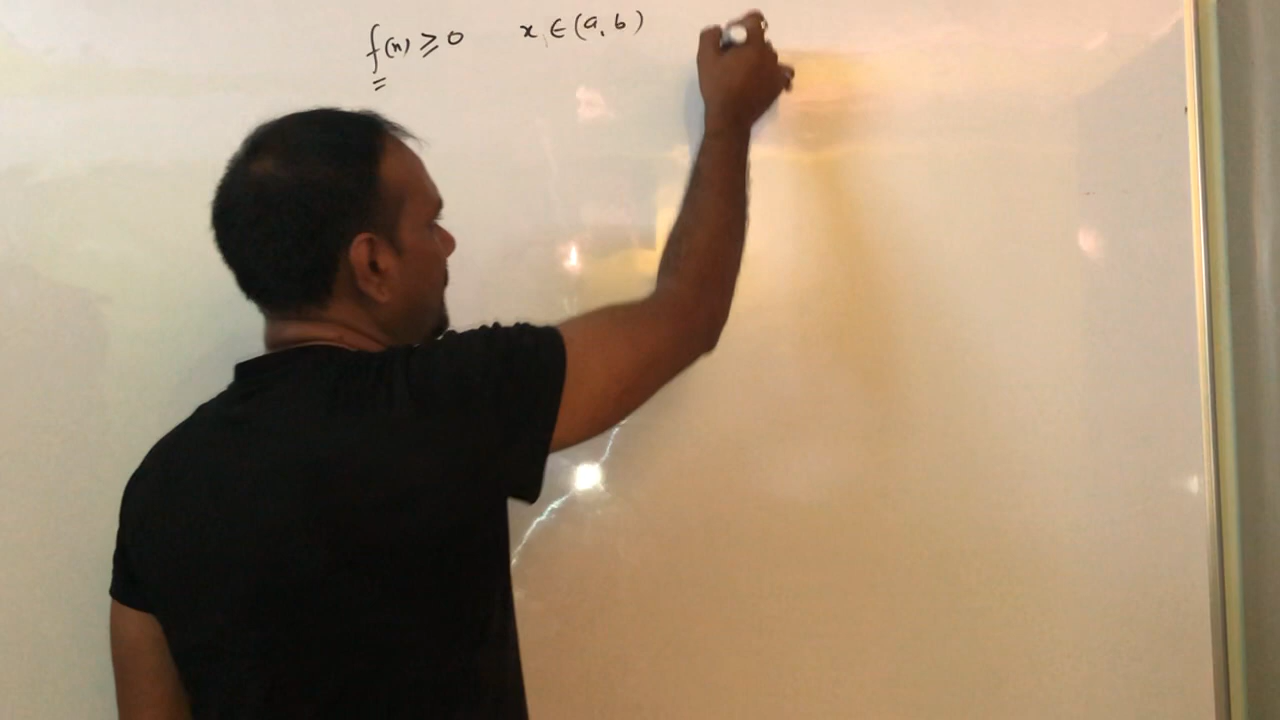 f(x) ≥ 0 x ∈ (a, b)